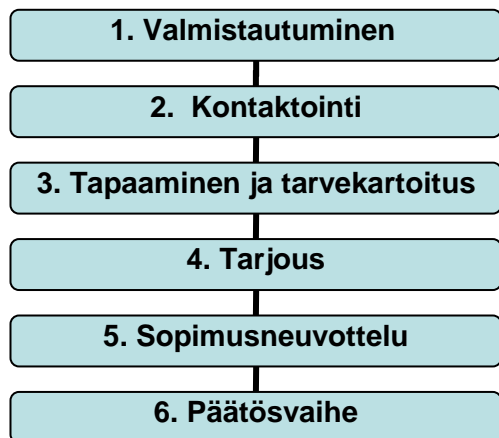 1. Valmistautuminen
2. Kontaktointi
3. Tapaaminen ja tarvekartoitus
4. Tarjous
5. Sopimusneuvottelu
6. Päätösvaihe